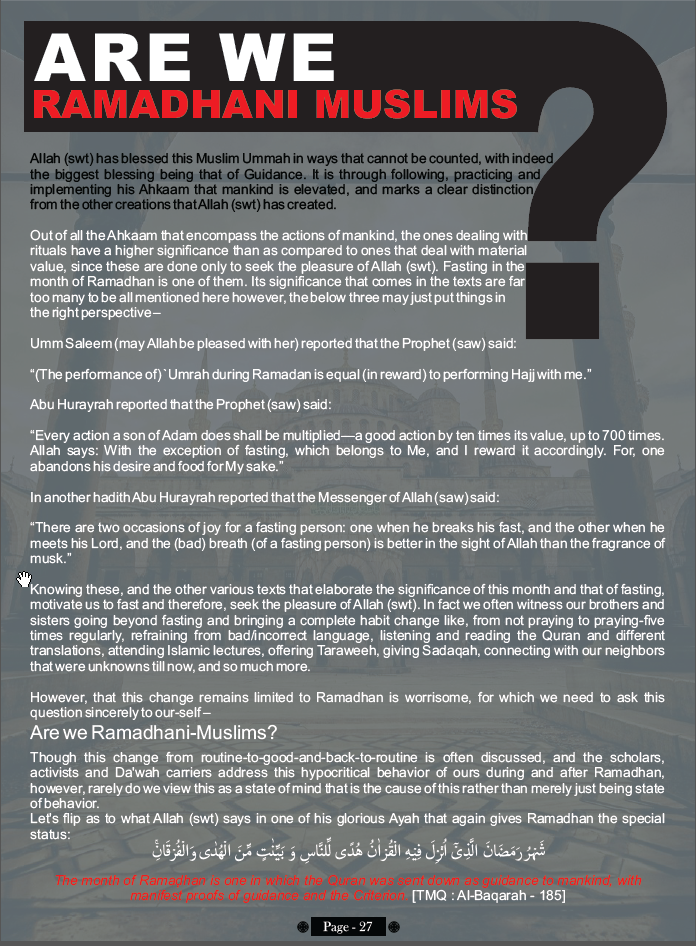 ARE WE
RAMADHANI MUSLIMS
?
Allah (swt) has blessed this Muslim Ummah in ways that cannot be counted, with indeed
the biggest blessing being that of Guidance. It is through following, practicing and
implementing his Ahkaam that mankind is elevated, and marks a clear distinction
from the other creations that Allah (swt) has created.
Out of all the Ahkaam that encompass the actions of mankind, the ones dealing with
rituals have a higher significance than as compared to ones that deal with material
value, since these are done only to seek the pleasure of Allah (swt). Fasting in the
month of Ramadhan is one of them. Its significance that comes in the texts are far
too many to be all mentioned here however, the below three may just put things in
the right perspective –
Umm Saleem (may Allah be pleased with her) reported that the Prophet (saw) said:
“(The performance of) `Umrah during Ramadan is equal (in reward) to performing Hajj with me.”
Abu Hurayrah reported that the Prophet (saw) said:
“Every action a son of Adam does shall be multiplied—a good action by ten times its value, up to 700 times.
Allah says: With the exception of fasting, which belongs to Me, and I reward it accordingly. For, one
abandons his desire and food for My sake.”
In another hadith Abu Hurayrah reported that the Messenger of Allah (saw) said:
“There are two occasions of joy for a fasting person: one when he breaks his fast, and the other when he
meets his Lord, and the (bad) breath (of a fasting person) is better in the sight of Allah than the fragrance of
musk.”
Knowing these, and the other various texts that elaborate the significance of this month and that of fasting,
motivate us to fast and therefore, seek the pleasure of Allah (swt). In fact we often witness our brothers and
sisters going beyond fasting and bringing a complete habit change like, from not praying to praying-five
times regularly, refraining from bad/incorrect language, listening and reading the Quran and different
translations, attending Islamic lectures, offering Taraweeh, giving Sadaqah, connecting with our neighbors
that were unknowns till now, and so much more.
However, that this change remains limited to Ramadhan is worrisome, for which we need to ask this
question sincerely to our-self –
Are we Ramadhani-Muslims?
Though this change from routine-to-good-and-back-to-routine is often discussed, and the scholars,
activists and Da'wah carriers address this hypocritical behavior of ours during and after Ramadhan,
however, rarely do we view this as a state of mind that is the cause of this rather than merely just being state
of behavior.
Let's flip as to what Allah (swt) says in one of his glorious Ayah that again gives Ramadhan the special
status:
شَهْرُ رَمَضَانَ الَّذِيْٓ اُنْزِلَ فِيْهِ الْقُرْاٰنُ هُدًى لِّلنَّاسِ وَ بَيِّنٰتٍ مِّنَ الْهُدٰى وَالْفُرْقَانِۚ
The month of Ramadhan is one in which the Quran was sent down as guidance to mankind, with
manifest proofs of guidance and the Criterion. [TMQ : Al-Baqarah - 185]
Page - 27